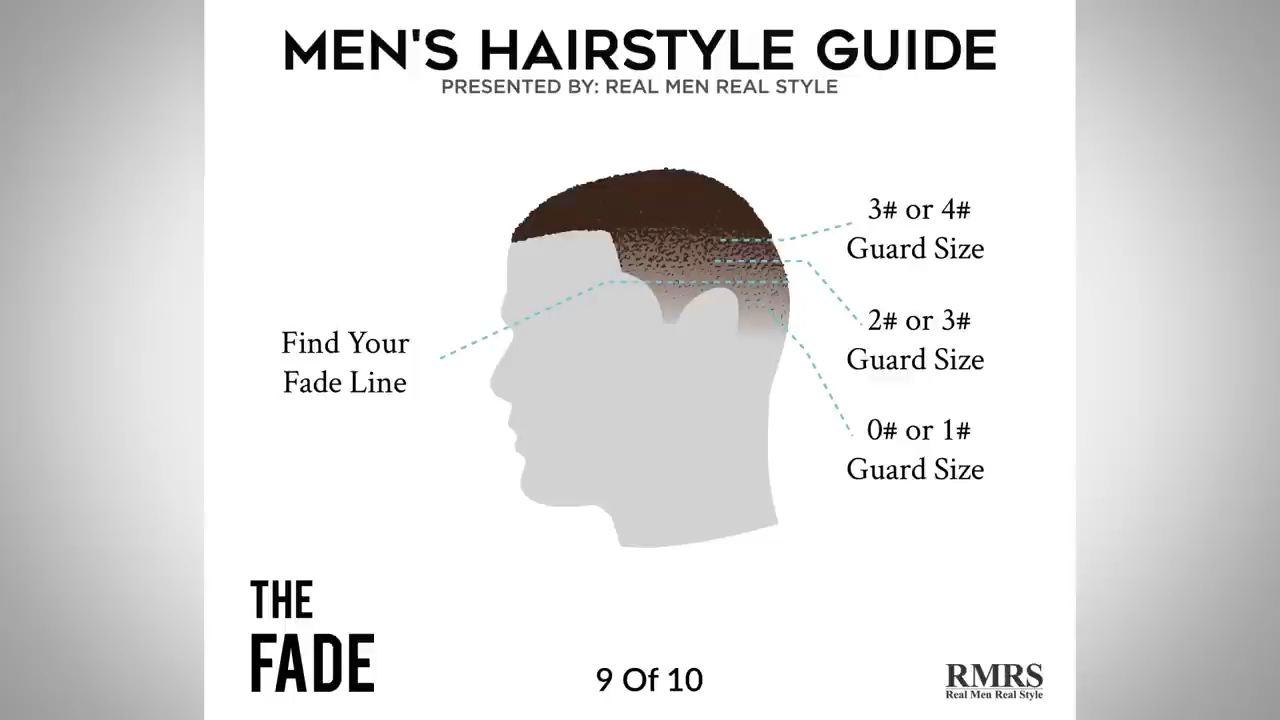 MEN'S HAIRSTYLE GUIDE
PRESENTED BY: REAL MEN REAL STYLE
3# or 4#
Guard Size
2# or 3#
Guard Size
Find Your
Fade Line
0# or 1#
Guard Size
THE
FADE
9 Of 10
RMRS
Real Men Real Style